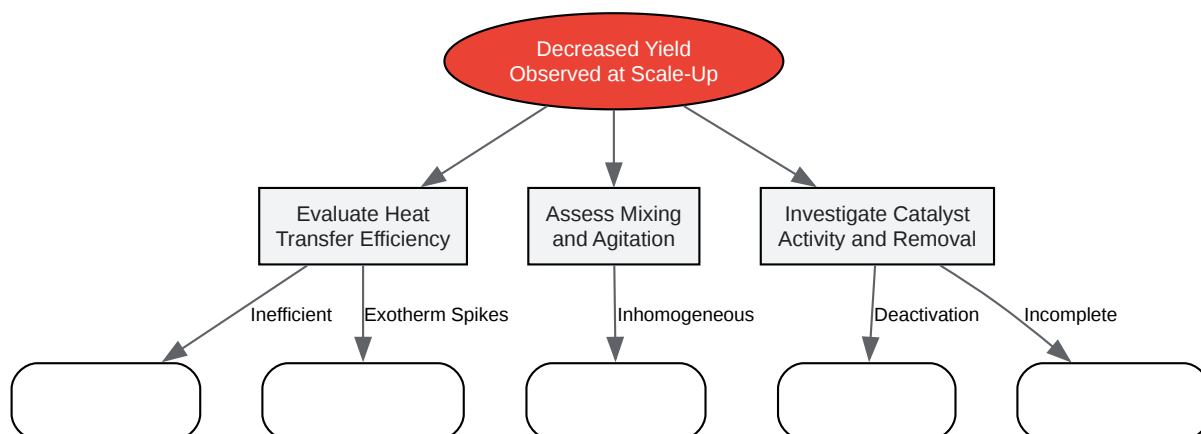 Decreased Yield
Observed at Scale-Up
Evaluate Heat
Transfer Efficiency
Assess Mixing
and Agitation
Investigate Catalyst
Activity and Removal
Inefficient
Exotherm Spikes
Inhomogeneous
Deactivation
Incomplete